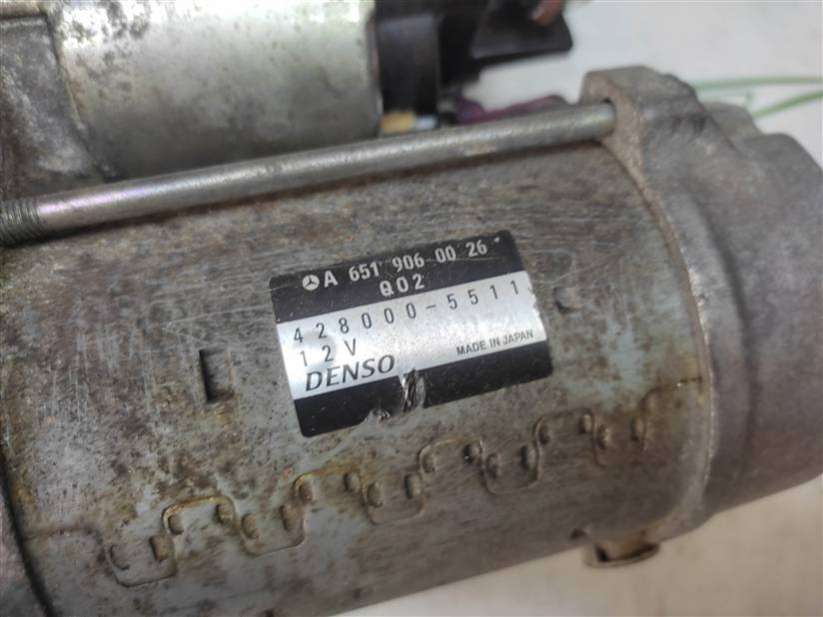 A 651 906 00 26
Q02
428000-5511
12V
DENSO MADE IN JAPAN